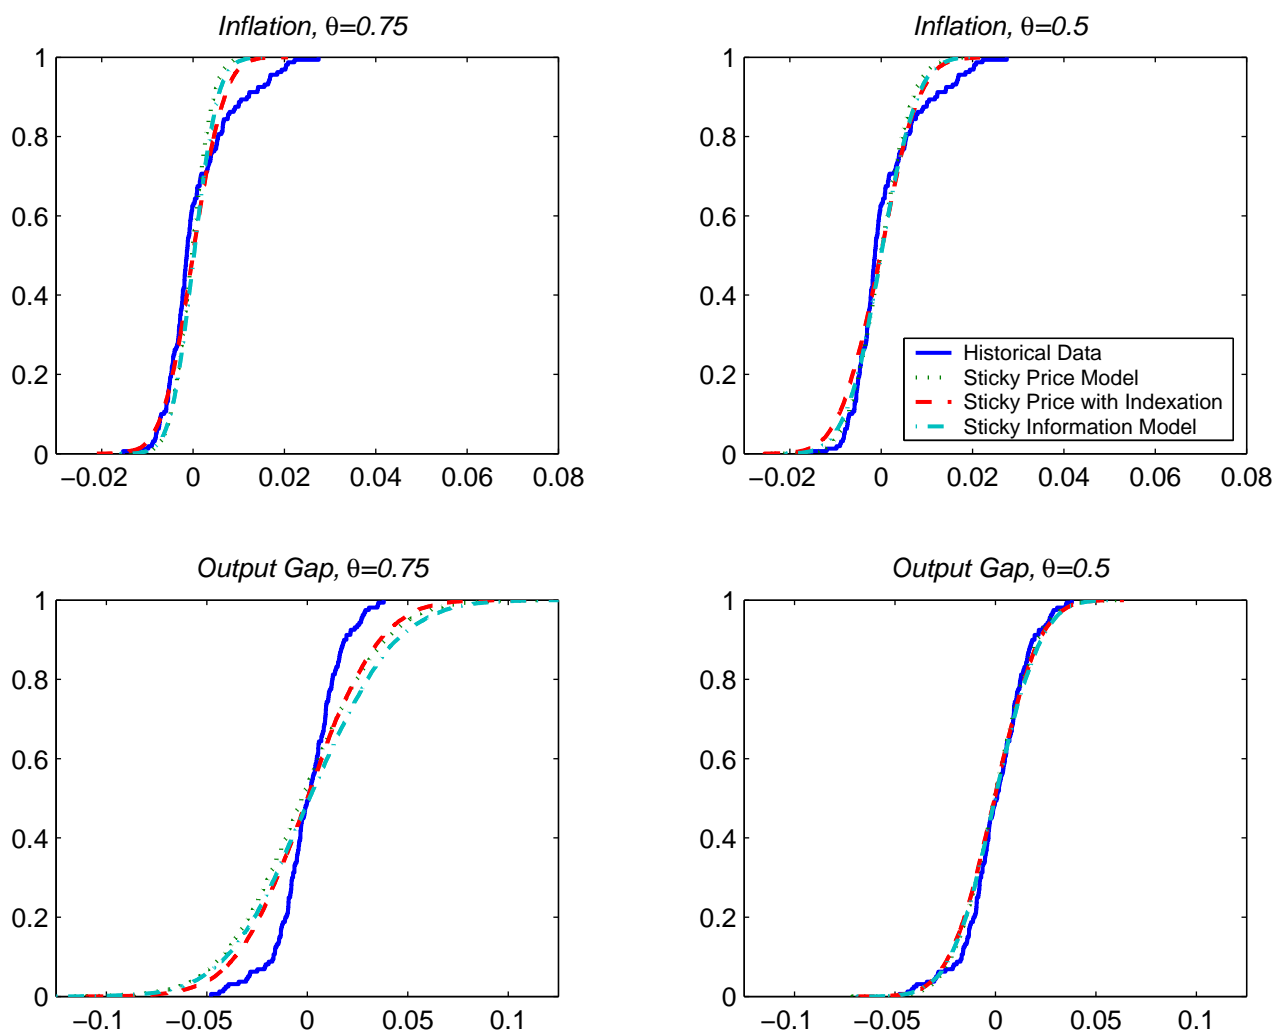 Inflation, θ=0.75
1
0.8
0.6
0.4
0.2
0
−0.02 0 0.02 0.04 0.06 0.08
Inflation, θ=0.5
1
0.8
0.6
0.4
0.2
0
−0.02 0 0.02 0.04 0.06 0.08
Historical Data
Sticky Price Model
Sticky Price with Indexation
Sticky Information Model
Output Gap, θ=0.75
1
0.8
0.6
0.4
0.2
0
−0.1 −0.05 0 0.05 0.1
Output Gap, θ=0.5
1
0.8
0.6
0.4
0.2
0
−0.1 −0.05 0 0.05 0.1